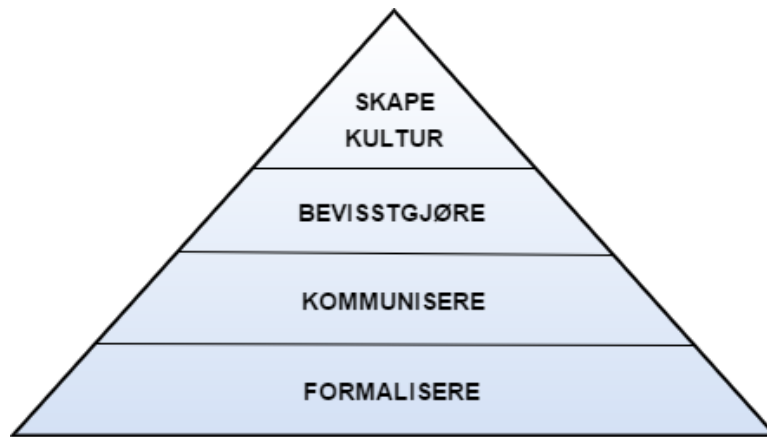 SKAPE
KULTUR
BEVISSTGJØRE
KOMMUNISERE
FORMALISERE